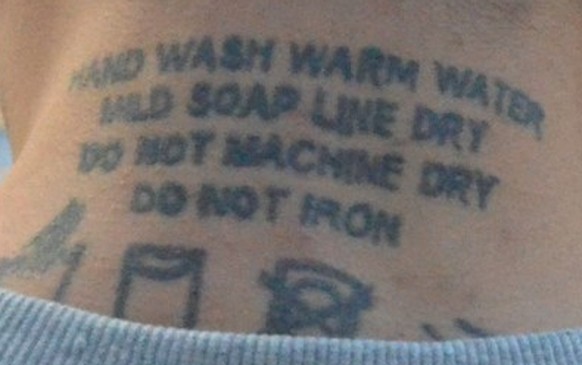 HAND WASH WARM WATER
MILD SOAP LINE DRY
DO NOT MACHINE DRY
DO NOT IRON